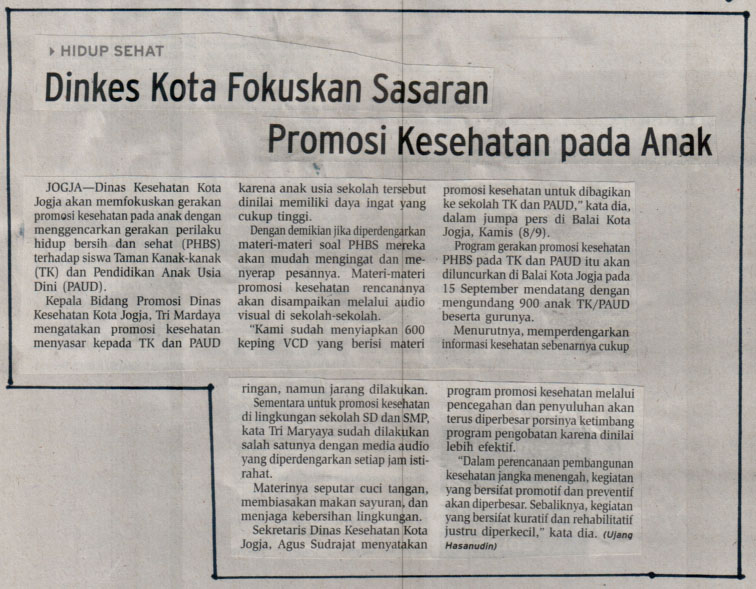 HIDUP SEHAT
Dinkes Kota Fokuskan Sasaran
Promosi Kesehatan pada Anak
JOGJA—Dinas Kesehatan Kota
Jogja akan memfokuskan gerakan
promosi kesehatan pada anak dengan
menggencarkan gerakan perilaku
hidup bersih dan sehat (PHBS)
terhadap siswa Taman Kanak-kanak
(TK) dan Pendidikan Anak Usia
Dini (PAUD).
Kepala Bidang Promosi Dinas
Kesehatan Kota Jogja, Tri Mardaya
mengatakan promosi kesehatan
menyasar kepada TK dan PAUD
karena anak usia sekolah tersebut
dinilai memiliki daya ingat yang
cukup tinggi.
Dengan demikian jika diperdengarkan
materi-materi soal PHBS mereka
akan mudah mengingat dan me-
nyerap pesannya. Materi-materi
promosi kesehatan rencananya
akan disampaikan melalui audio
visual di sekolah-sekolah.
"Kami sudah menyiapkan 600
keping VCD yang berisi materi
promosi kesehatan untuk dibagikan
ke sekolah TK dan PAUD," kata dia,
dalam jumpa pers di Balai Kota
Jogja, Kamis (8/9).
Program gerakan promosi kesehatan
PHBS pada TK dan PAUD itu akan
diluncurkan di Balai Kota Jogja pada
15 September mendatang dengan
mengundang 900 anak TK/PAUD
beserta gurunya.
Menurutnya, memperdengarkan
informasi kesehatan sebenarnya cukup
ringan, namun jarang dilakukan.
Sementara untuk promosi kesehatan
di lingkungan sekolah SD dan SMP,
kata Tri Maryaya sudah dilakukan
salah satunya dengan media audio
yang diperdengarkan setiap jam isti-
rahat.
Materinya seputar cuci tangan,
membiasakan makan sayuran, dan
menjaga kebersihan lingkungan.
Sekretaris Dinas Kesehatan Kota
Jogja, Agus Sudrajat menyatakan
program promosi kesehatan melalui
pencegahan dan penyuluhan akan
terus diperbesar porsinya ketimbang
program pengobatan karena dinilai
lebih efektif.
"Dalam perencanaan pembangunan
kesehatan jangka menengah, kegiatan
yang bersifat promotif dan preventif
akan diperbesar. Sebaliknya, kegiatan
yang bersifat kuratif dan rehabilitatif
justru diperkecil," kata dia. (Ujang
Hasanudin)